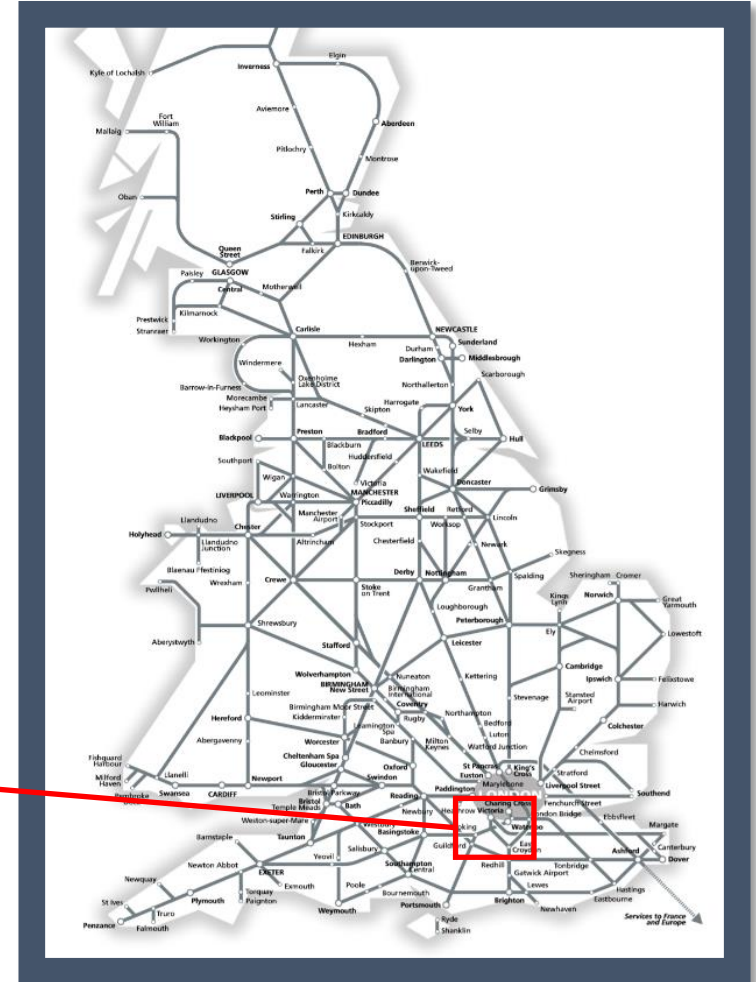 Elgin
Inverness
Kyle of Lochalsh
Aviemore
Fort
William
Aberdeen
Mallaig
Pitlochry
Montrose
Perth
Dundee
Oban
Stirling
Kirkcaldy
EDINBURGH
Queen
Street
Falkirk
Berwick-
upon-Tweed
Paisley
GLASGOW
Central
Motherwell
Kilmarnock
Prestwick
Stranraer
Carlisle
NEWCASTLE
Workington
Hexham
Sunderland
Durham
Darlington
Middlesbrough
Windermere
Scarborough
Oxenholme
Lake District
Barrow-in-Furness
Northallerton
Morecambe
Lancaster
Harrogate
Heysham Port
Skipton
York
Blackpool
Preston
Bradford
Selby
Hull
Blackburn
LEEDS
Huddersfield
Southport
Bolton
Wakefield
Wigan
Victoria
Doncaster
MANCHESTER
Piccadilly
Grimsby
LIVERPOOL
Warrington
Manchester
Airport
Sheffield
Retford
Lincoln
Llandudno
Stockport
Worksop
Holyhead
Chester
Llandudno
Junction
Altrincham
Chesterfield
Newark
Skegness
Blaenau Ffestiniog
Wrexham
Crewe
Stoke
on Trent
Derby
Nottingham
Spalding
Sheringham
Cromer
Pwllheli
Grantham
Kings
Lynn
Norwich
Great
Yarmouth
Loughborough
Shrewsbury
Peterborough
Ely
Lowestoft
Aberystwyth
Stafford
Leicester
Cambridge
Wolverhampton
Nuneaton
Kettering
Ipswich
Felixstowe
BIRMINGHAM
New Street
Birmingham
International
Stansted
Airport
Leominster
Stevenage
Harwich
Birmingham Moor Street
Coventry
Northampton
Hereford
Kidderminster
Rugby
Bedford
Colchester
Leamington
Spa
Luton
Abergavenny
Worcester
Banbury
Milton
Keynes
Watford Junction
Chelmsford
Cheltenham Spa
Gloucester
Oxford
St Pancras
King's
Cross
Fishguard
Harbour
Euston
Stratford
Llanelli
Newport
Swindon
Marylebone
Liverpool Street
Milford
Haven
Paddington
Pembroke
Swansea
CARDIFF
Bristol Parkway
Reading
Southend
Bristol
Temple Meads
Bath
Charing Cross
Fenchurch Street
Newbury
Heathrow
Victoria
London Bridge
Ebbsfleet
Weston-super-Mare
Westbury
Waterloo
Margate
Barnstaple
Taunton
Basingstoke
Woking
East
Croydon
Canterbury
Salisbury
Guildford
Ashford
Dover
Yeovil
Redhill
Tonbridge
Newton Abbot
EXETER
Southampton
Central
Gatwick Airport
Newquay
Exmouth
Poole
Lewes
Hastings
Torquay
Paignton
Bournemouth
Eastbourne
St Ives
Plymouth
Weymouth
Portsmouth
Brighton
Newhaven
Truro
Ryde
Services to France
and Europe
Penzance
Falmouth
Shanklin